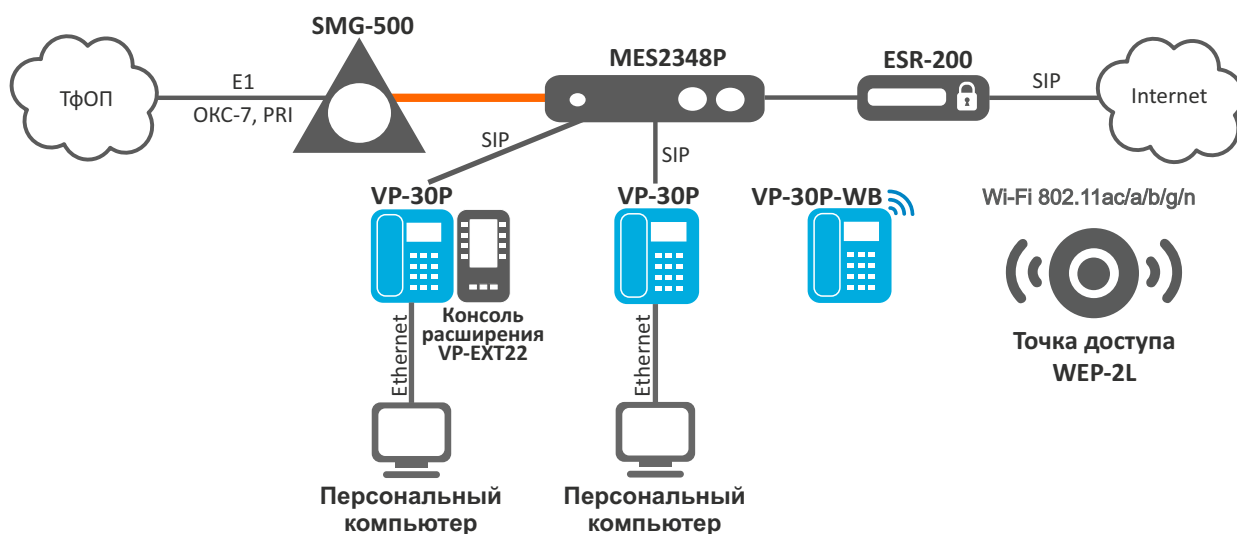 SMG-500
MES2348P
ESR-200
ТфОП
E1
ОКС-7, PRI
SIP
Internet
SIP
SIP
VP-30P
VP-30P
VP-30P-WB
Wi-Fi 802.11ac/a/b/g/n
Консоль
расширения
VP-EXT22
Ethernet
Ethernet
Точка доступа
WEP-2L
Персональный
компьютер
Персональный
компьютер